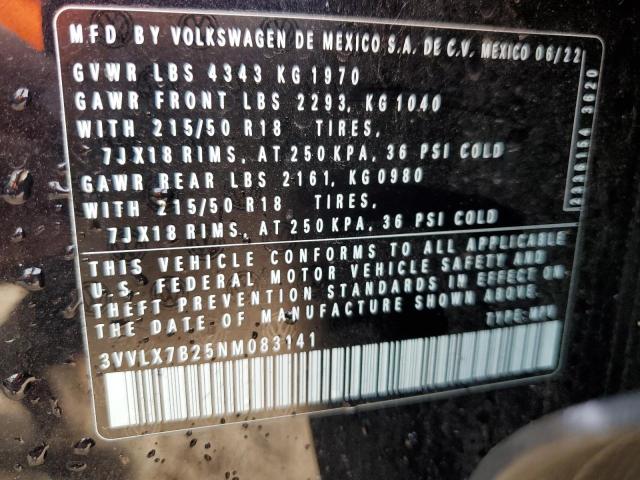 MFD BY VOLKSWAGEN DE MEXICO S.A. DE C.V. MEXICO 06/22
GVWR LBS 4343 KG 1970
GAWR FRONT LBS 2293, KG 1040
WITH 215/50 R18 TIRES,
7JX18 RIMS, AT 250 KPA, 36 PSI COLD
GAWR REAR LBS 2161, KG 0980
WITH 215/50 R18 TIRES,
7JX18 RIMS, AT 250 KPA, 36 PSI COLD
THIS VEHICLE CONFORMS TO ALL APPLICABLE
U.S. FEDERAL MOTOR VEHICLE SAFETY AND
THEFT PREVENTION STANDARDS IN EFFECT ON
THE DATE OF MANUFACTURE SHOWN ABOVE.
TYPE: MPV
3VVLX7B25NM083141
3620